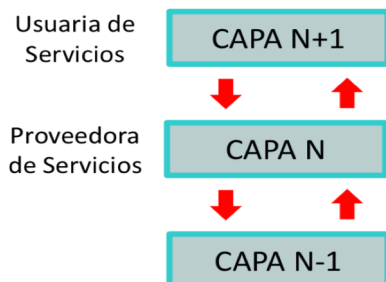 Usuaria de
Servicios
CAPA N+1
Proveedora
de Servicios
CAPA N
CAPA N-1